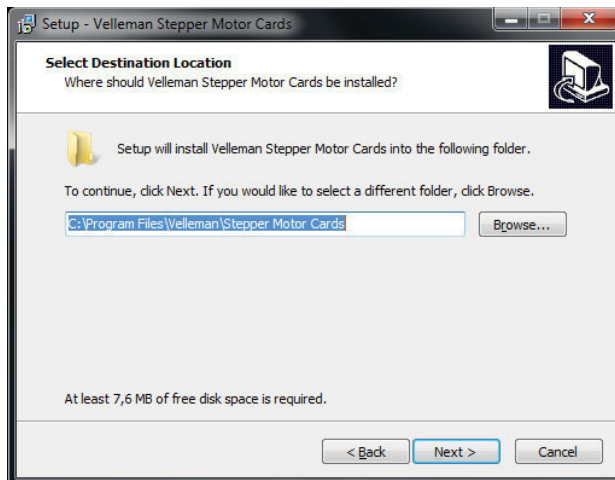 Setup - Velleman Stepper Motor Cards
Select Destination Location
Where should Velleman Stepper Motor Cards be installed?
Setup will install Velleman Stepper Motor Cards into the following folder.
To continue, click Next. If you would like to select a different folder, click Browse.
C:\Program Files\Velleman\Stepper Motor Cards
Browse...
At least 7,6 MB of free disk space is required.
< Back Next > Cancel